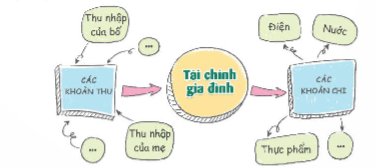 Thu nhập
của bố
...
CÁC
KHOẢN THU
...
Thu nhập
của mẹ
Tài chính
gia đình
Điện
Nước
CÁC
KHOẢN CHI
Thực phẩm
...